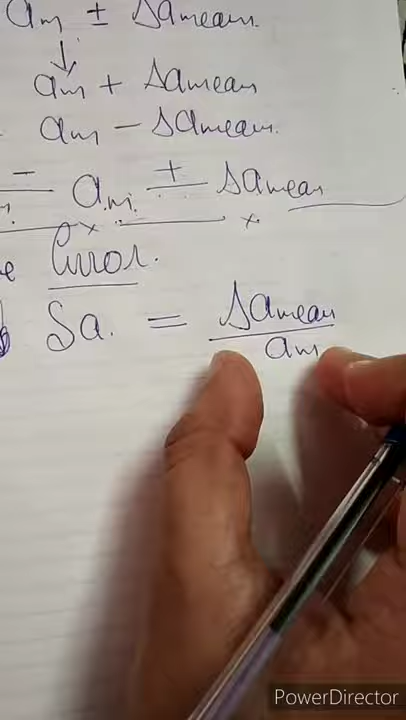 am ± Δamean.
↓
am + Δamean
am − Δamean.
= am ± Δamean
x x
e Error.
δa. = Δamean / am
PowerDirector